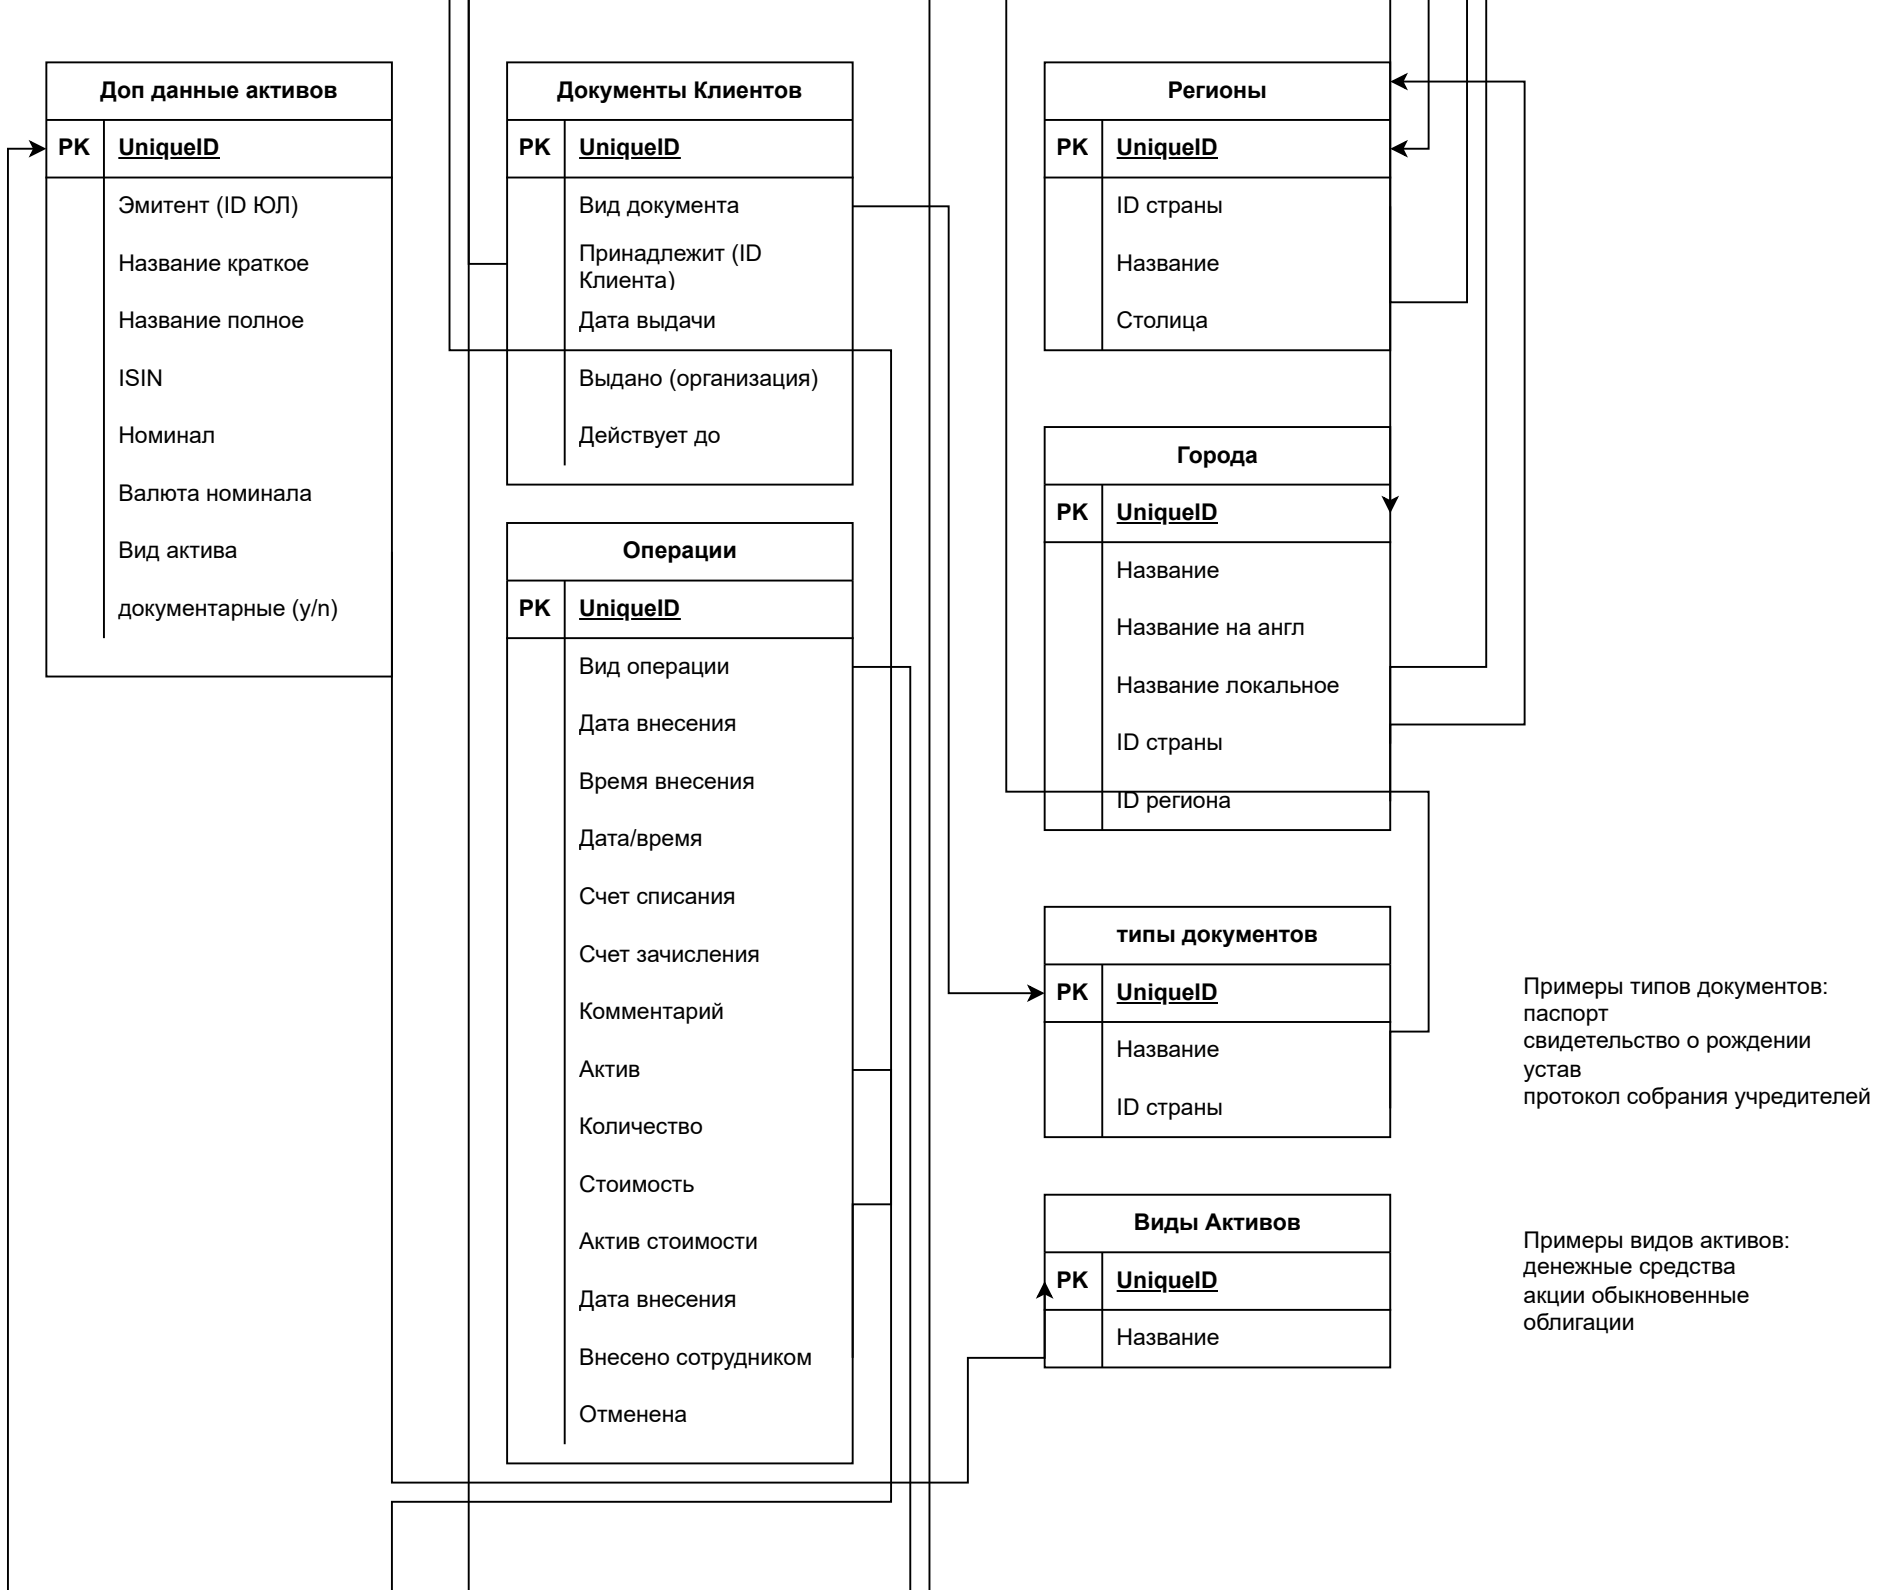 Доп данные активов
PK UniqueID
Эмитент (ID ЮЛ)
Название краткое
Название полное
ISIN
Номинал
Валюта номинала
Вид актива
документарные (y/n)
Документы Клиентов
PK UniqueID
Вид документа
Принадлежит (ID
Клиента)
Дата выдачи
Выдано (организация)
Действует до
Операции
PK UniqueID
Вид операции
Дата внесения
Время внесения
Дата/время
Счет списания
Счет зачисления
Комментарий
Актив
Количество
Стоимость
Актив стоимости
Дата внесения
Внесено сотрудником
Отменена
Регионы
PK UniqueID
ID страны
Название
Столица
Города
PK UniqueID
Название
Название на англ
Название локальное
ID страны
ID региона
типы документов
PK UniqueID
Название
ID страны
Виды Активов
PK UniqueID
Название
Примеры типов документов:
паспорт
свидетельство о рождении
устав
протокол собрания учредителей
Примеры видов активов:
денежные средства
акции обыкновенные
облигации